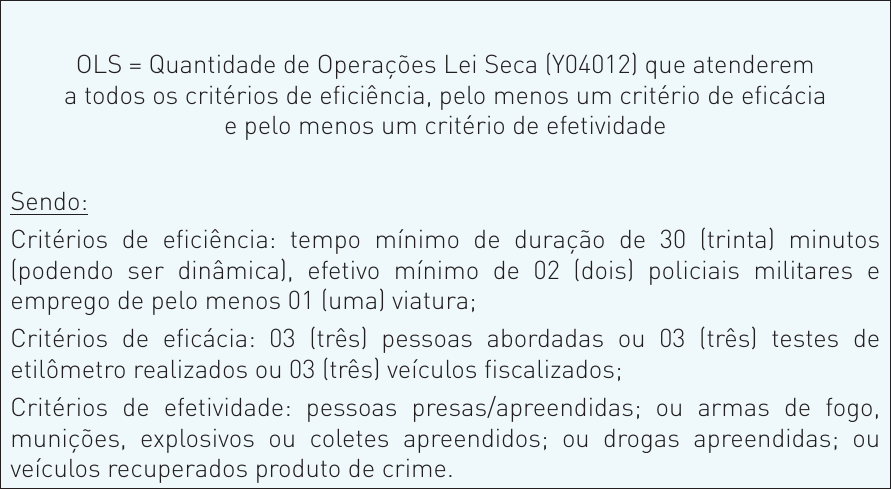 OLS = Quantidade de Operações Lei Seca (Y04012) que atenderem
a todos os critérios de eficiência, pelo menos um critério de eficácia
e pelo menos um critério de efetividade
Sendo:
Critérios de eficiência: tempo mínimo de duração de 30 (trinta) minutos
(podendo ser dinâmica), efetivo mínimo de 02 (dois) policiais militares e
emprego de pelo menos 01 (uma) viatura;
Critérios de eficácia: 03 (três) pessoas abordadas ou 03 (três) testes de
etilômetro realizados ou 03 (três) veículos fiscalizados;
Critérios de efetividade: pessoas presas/apreendidas; ou armas de fogo,
munições, explosivos ou coletes apreendidos; ou drogas apreendidas; ou
veículos recuperados produto de crime.